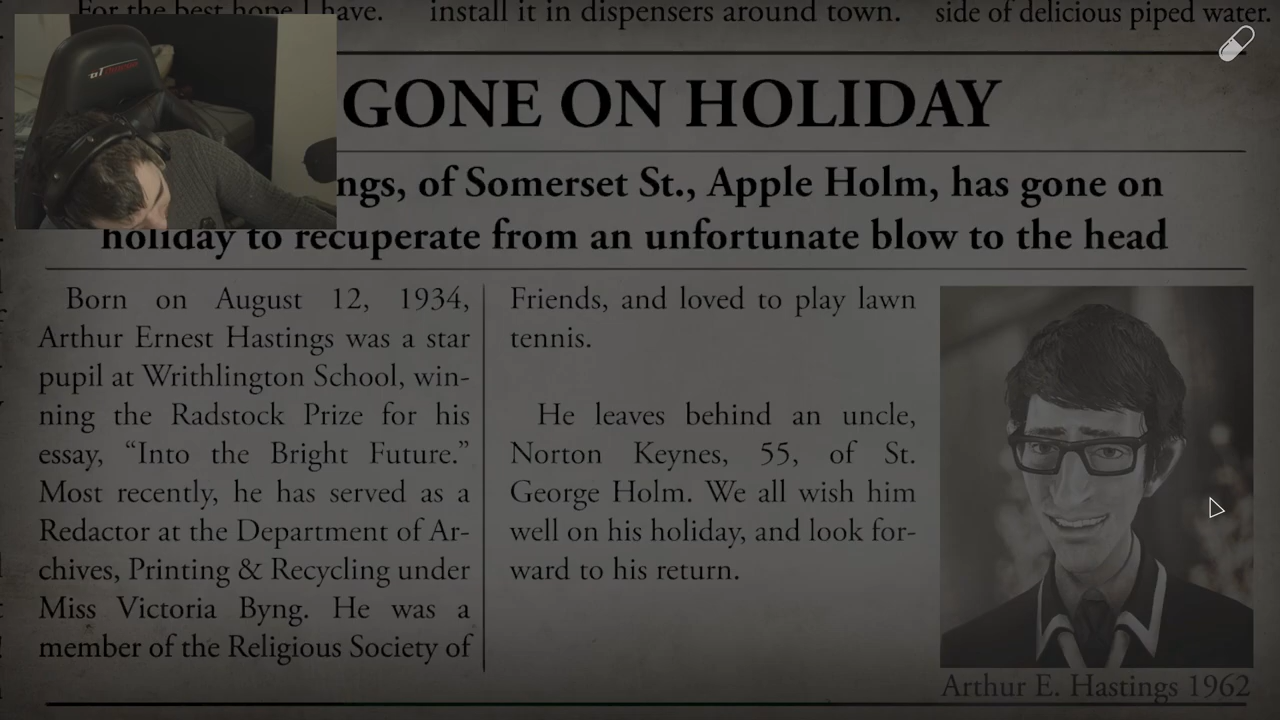 For the best hope I have.
install it in dispensers around town.
side of delicious piped water.
GONE ON HOLIDAY
ngs, of Somerset St., Apple Holm, has gone on
holiday to recuperate from an unfortunate blow to the head
Born on August 12, 1934,
Arthur Ernest Hastings was a star
pupil at Writhlington School, win-
ning the Radstock Prize for his
essay, “Into the Bright Future.”
Most recently, he has served as a
Redactor at the Department of Ar-
chives, Printing & Recycling under
Miss Victoria Byng. He was a
member of the Religious Society of
Friends, and loved to play lawn
tennis.
He leaves behind an uncle,
Norton Keynes, 55, of St.
George Holm. We all wish him
well on his holiday, and look for-
ward to his return.
Arthur E. Hastings 1962